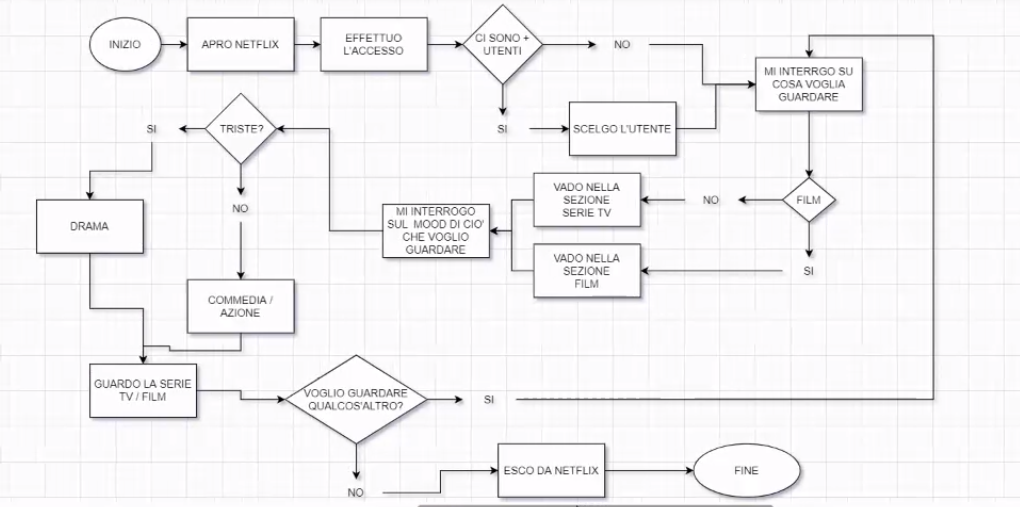 INIZIO
APRO NETFLIX
EFFETTUO
L'ACCESSO
CI SONO +
UTENTI
NO
MI INTERRGO SU
COSA VOGLIA
GUARDARE
SI
SCELGO L'UTENTE
SI
TRISTE?
NO
DRAMA
MI INTERROGO
SUL MOOD DI CIO'
CHE VOGLIO
GUARDARE
VADO NELLA
SEZIONE
SERIE TV
NO
FILM
VADO NELLA
SEZIONE
FILM
SI
COMMEDIA /
AZIONE
GUARDO LA SERIE
TV / FILM
VOGLIO GUARDARE
QUALCOS'ALTRO?
SI
NO
ESCO DA NETFLIX
FINE